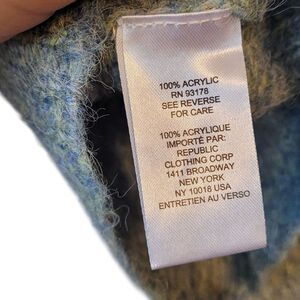 100% ACRYLIC
RN 93178
SEE REVERSE
FOR CARE
100% ACRYLIQUE
IMPORTÉ PAR:
REPUBLIC
CLOTHING CORP
1411 BROADWAY
NEW YORK
NY 10018 USA
ENTRETIEN AU VERSO